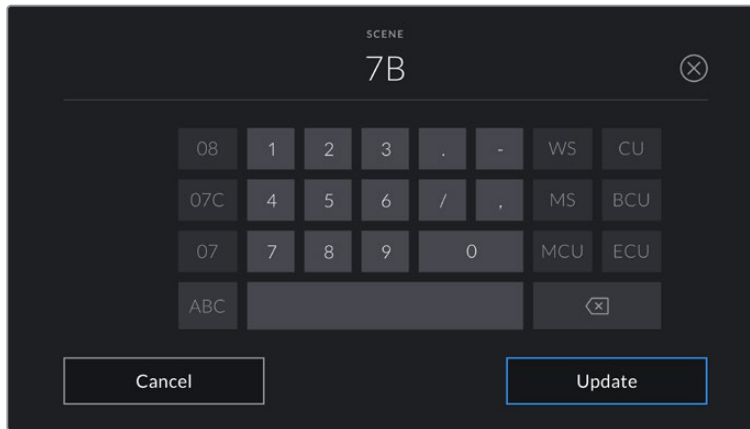 SCENE
7B
08 1 2 3 . - WS CU
07C 4 5 6 / , MS BCU
07 7 8 9 0 MCU ECU
ABC
Cancel Update